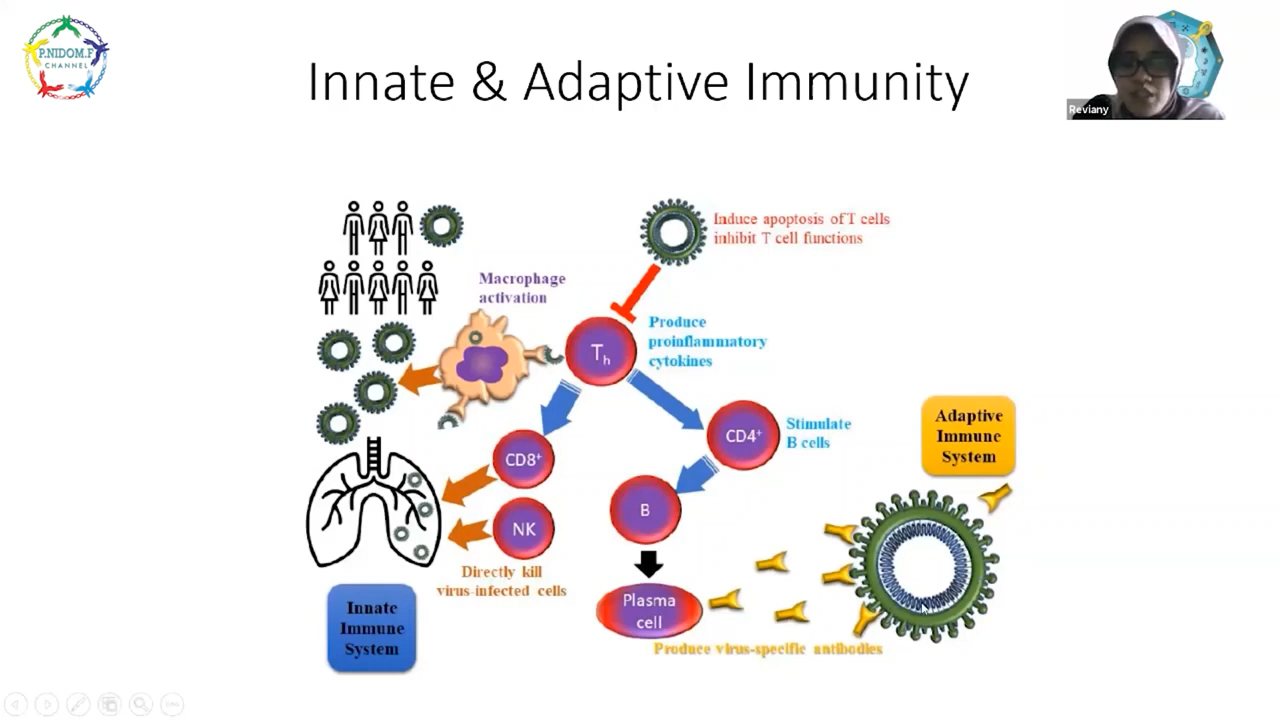 P.NIDOM.F
CHANNEL
Innate & Adaptive Immunity
Reviany
Induce apoptosis of T cells
inhibit T cell functions
Macrophage
activation
Produce
proinflammatory
cytokines
Th
CD4+
Stimulate
B cells
Adaptive
Immune
System
CD8+
B
NK
Directly kill
virus-infected cells
Innate
Immune
System
Plasma
cell
Produce virus-specific antibodies